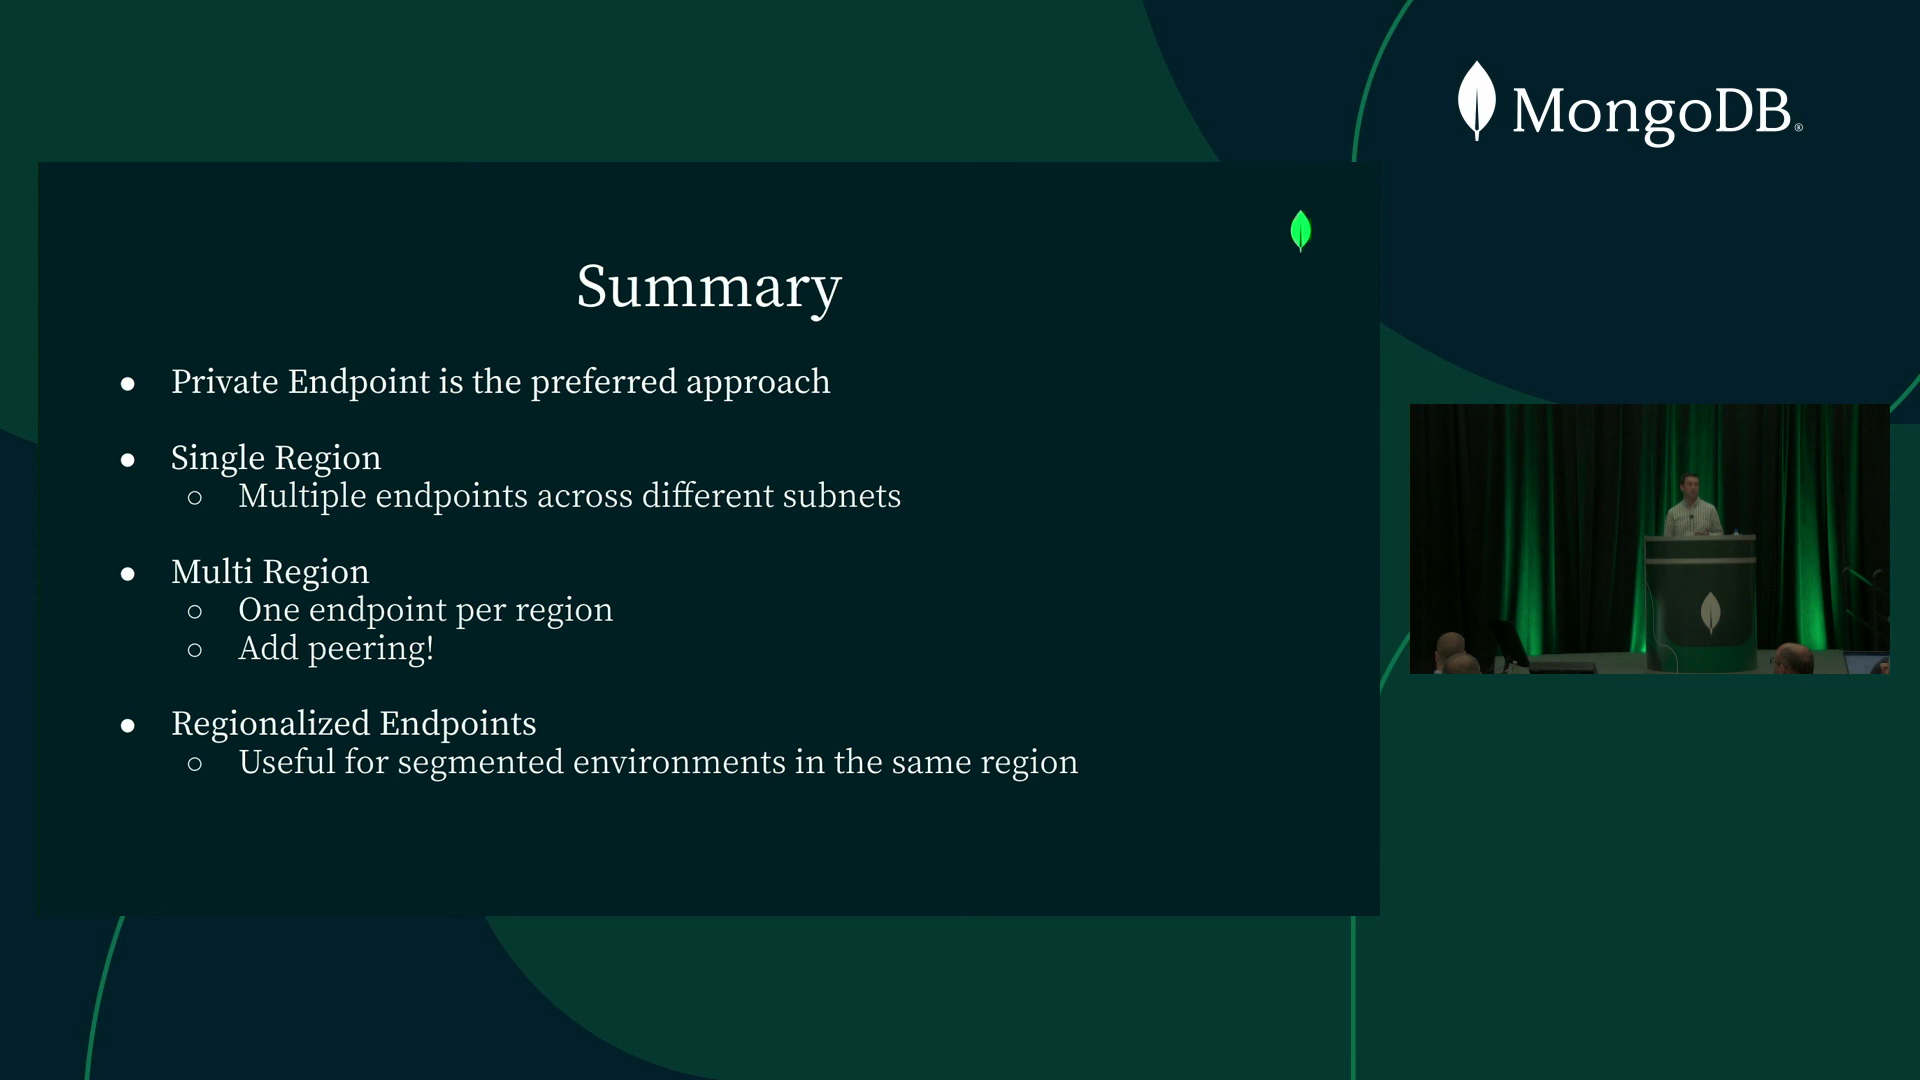 MongoDB®
Summary
● Private Endpoint is the preferred approach
● Single Region
○ Multiple endpoints across different subnets
● Multi Region
○ One endpoint per region
○ Add peering!
● Regionalized Endpoints
○ Useful for segmented environments in the same region